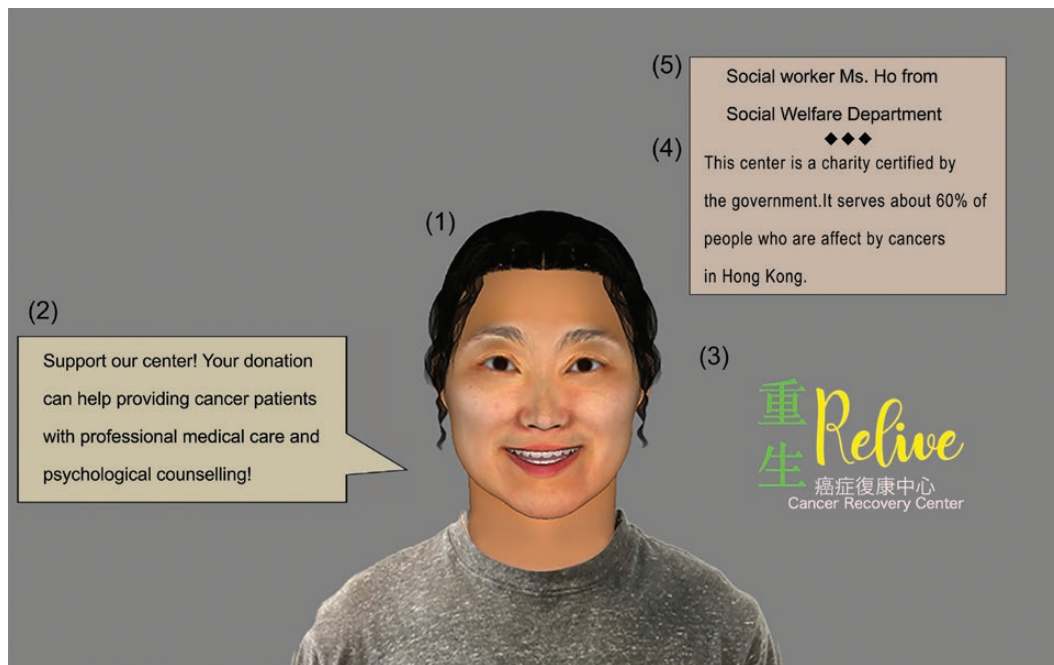 (5)
Social worker Ms. Ho from
Social Welfare Department
(4)
This center is a charity certified by
the government.It serves about 60% of
people who are affect by cancers
in Hong Kong.
(1)
(2)
Support our center! Your donation
can help providing cancer patients
with professional medical care and
psychological counselling!
(3)
重生
Relive
癌症復康中心
Cancer Recovery Center